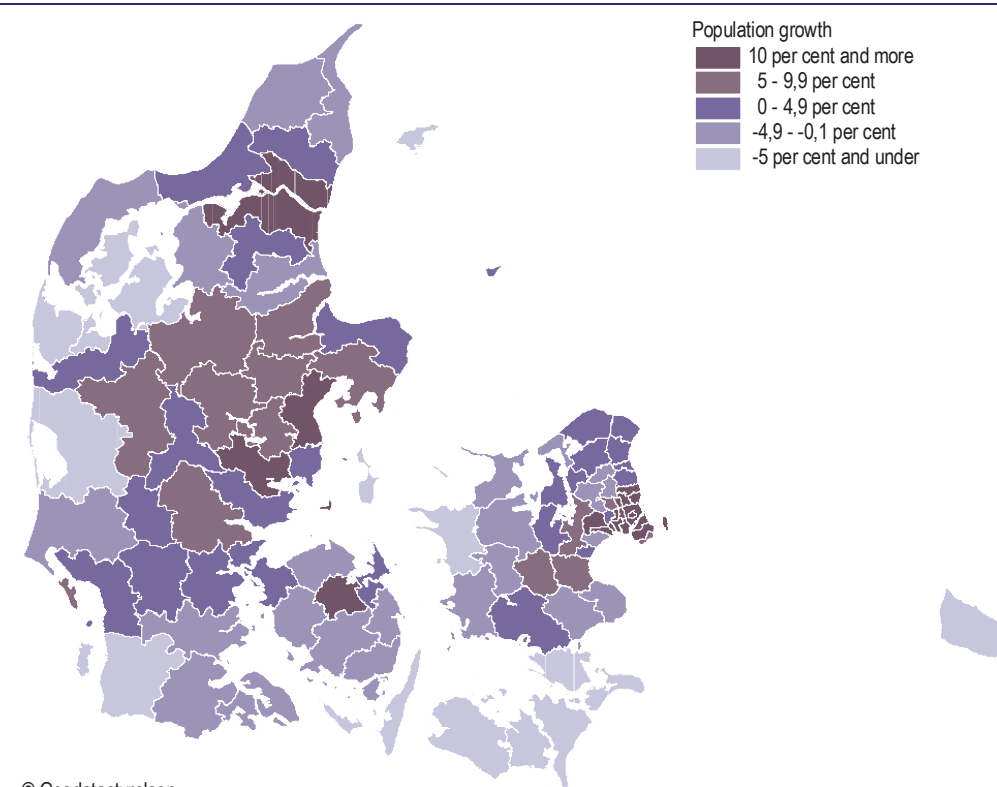 Population growth
10 per cent and more
5 - 9,9 per cent
0 - 4,9 per cent
-4,9 - -0,1 per cent
-5 per cent and under